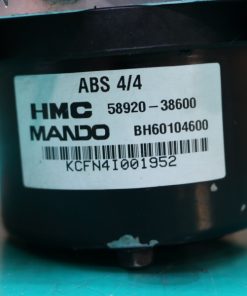 ABS 4/4
HMC 58920-38600
MANDO BH60104600
KCFN4I001952